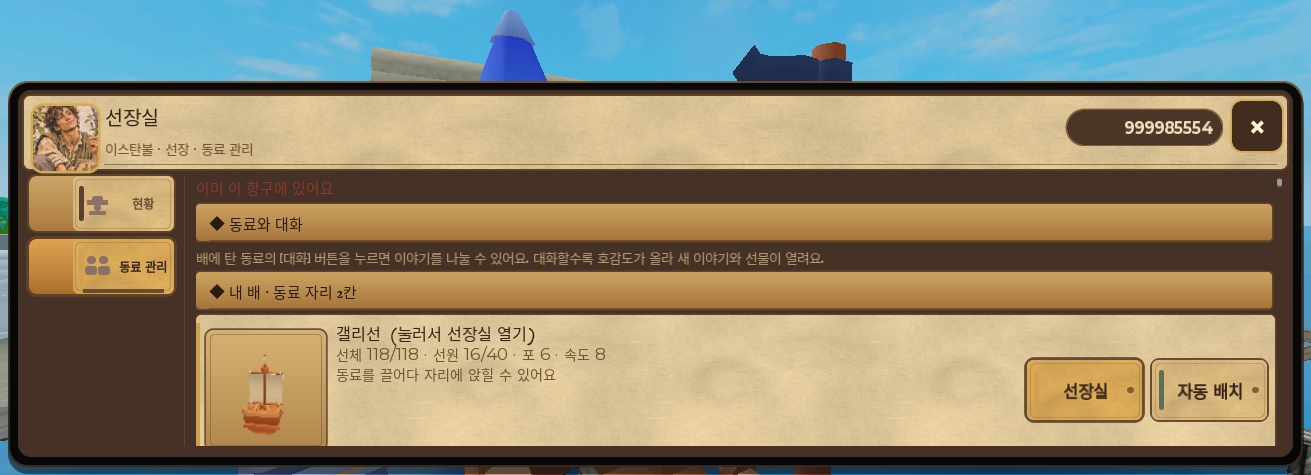 선장실
이스탄불 · 선장 · 동료 관리
999985554
현황
동료 관리
이미 이 항구에 있어요
◆ 동료와 대화
배에 탄 동료의 [대화] 버튼을 누르면 이야기를 나눌 수 있어요. 대화할수록 호감도가 올라 새 이야기와 선물이 열려요.
◆ 내 배 · 동료 자리 2칸
갤리선 (눌러서 선장실 열기)
선체 118/118 · 선원 16/40 · 포 6 · 속도 8
동료를 끌어다 자리에 앉힐 수 있어요
선장실
자동 배치